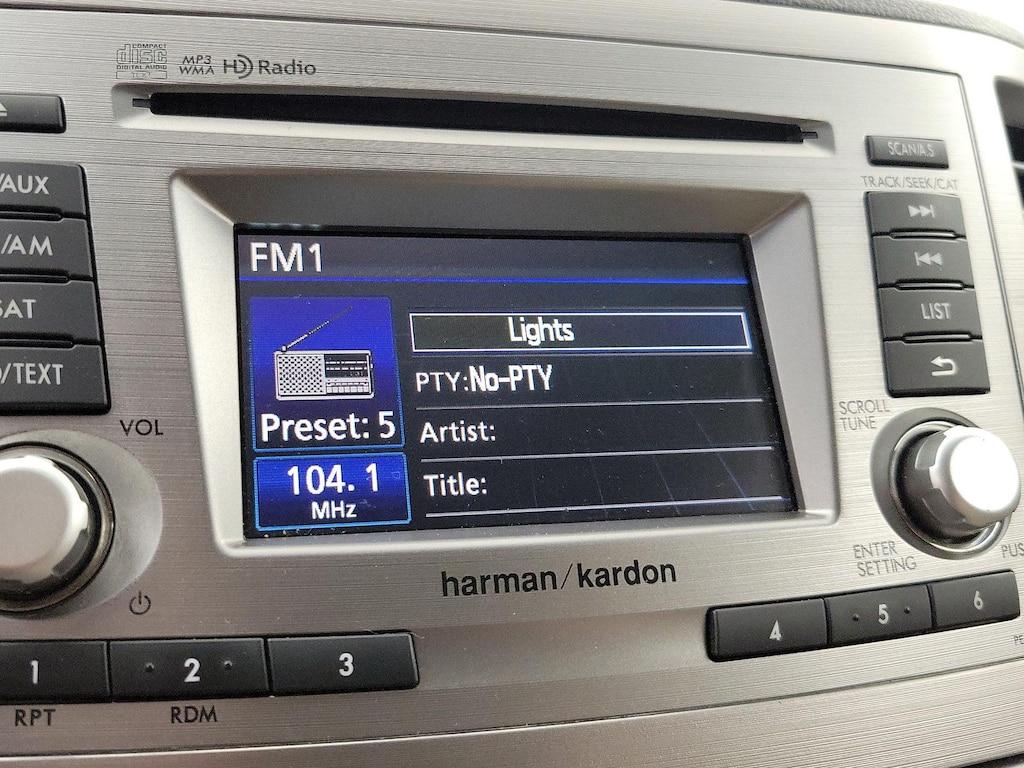 COMPACT
disc
DIGITAL AUDIO
MP3
WMA
HD Radio
SCAN/A.S
TRACK/SEEK/CAT
/AUX
/AM
SAT
/TEXT
LIST
VOL
SCROLL
TUNE
FM1
Lights
PTY:No-PTY
Artist:
Title:
Preset: 5
104.1
MHz
harman/kardon
ENTER
SETTING
PUS
1
2
3
4
5
6
RPT
RDM